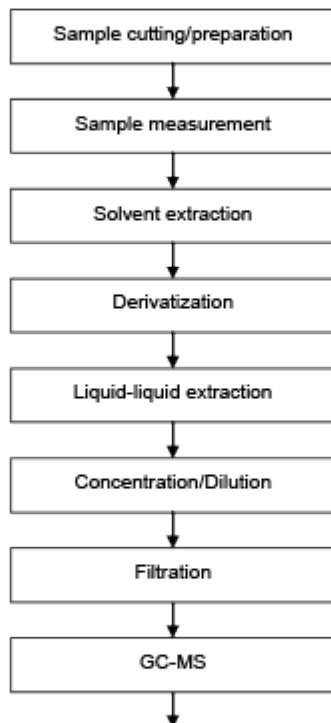 Sample cutting/preparation
Sample measurement
Solvent extraction
Derivatization
Liquid-liquid extraction
Concentration/Dilution
Filtration
GC-MS